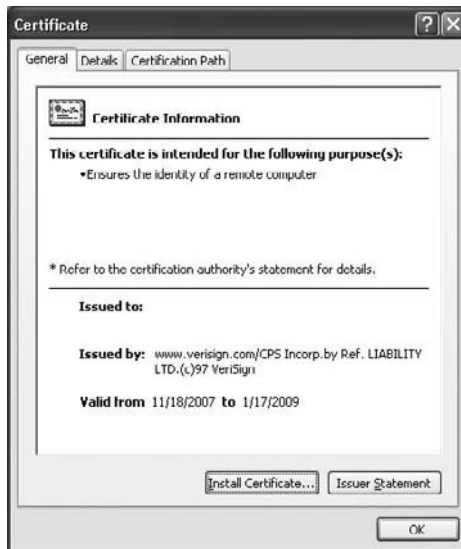 Certificate
General Details Certification Path
Certificate Information
This certificate is intended for the following purpose(s):
•Ensures the identity of a remote computer
* Refer to the certification authority's statement for details.
Issued to:
Issued by: www.verisign.com/CPS Incorp.by Ref. LIABILITY
LTD.(c)97 VeriSign
Valid from 11/18/2007 to 1/17/2009
Install Certificate... Issuer Statement
OK